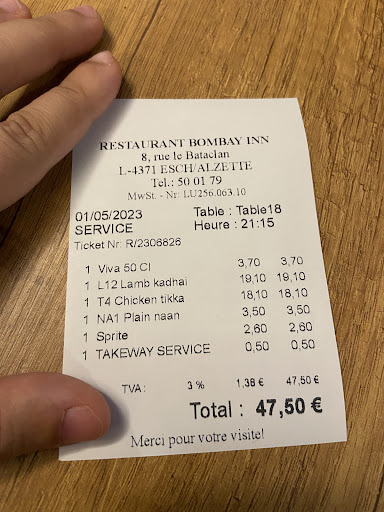 RESTAURANT BOMBAY INN
8, rue le Bataclan
L-4371 ESCH/ALZETTE
Tel.: 50 01 79
MwSt. - Nr: LU256.063.10
01/05/2023 Table : Table18
SERVICE Heure : 21:15
Ticket Nr: R/2306826
1 Viva 50 Cl 3,70 3,70
1 L12 Lamb kadhai 19,10 19,10
1 T4 Chicken tikka 18,10 18,10
1 NA1 Plain naan 3,50 3,50
1 Sprite 2,60 2,60
1 TAKEWAY SERVICE 0,50 0,50
TVA: 3 % 1,38 € 47,50 €
Total : 47,50 €
Merci pour votre visite!